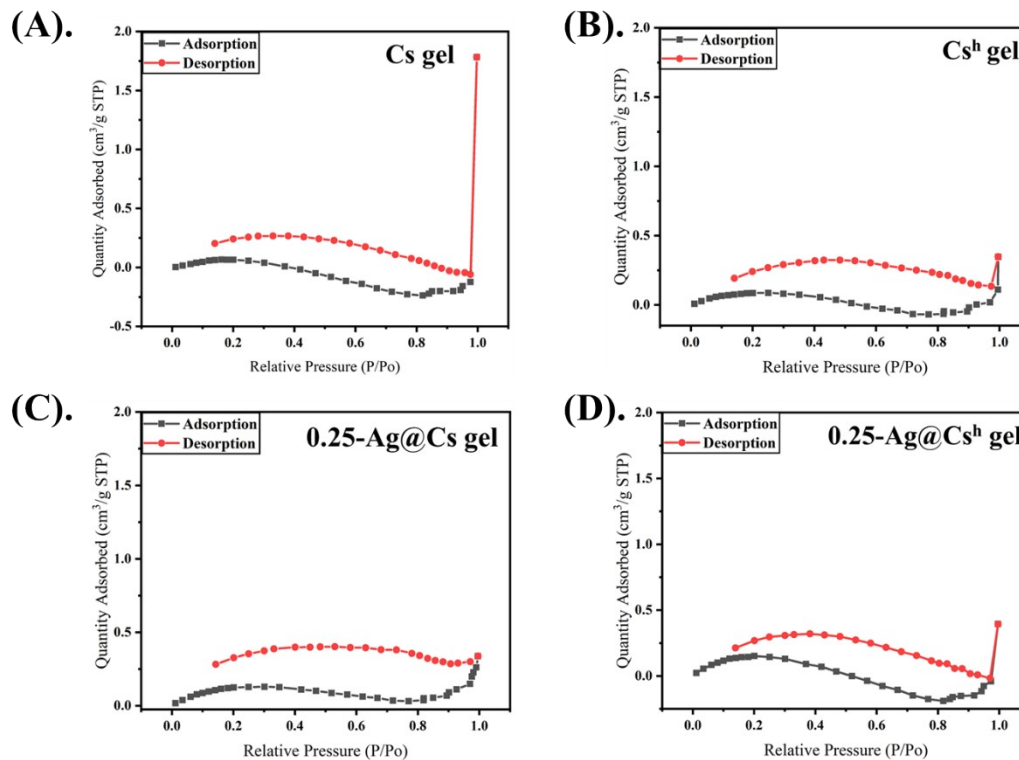 (A).
Cs gel
Adsorption
Desorption
Quantity Adsorbed (cm³/g STP)
2.0
1.5
1.0
0.5
0.0
-0.5
0.0 0.2 0.4 0.6 0.8 1.0
Relative Pressure (P/Po)
(B).
Csʰ gel
Adsorption
Desorption
Quantity Adsorbed (cm³/g STP)
2.0
1.5
1.0
0.5
0.0
0.0 0.2 0.4 0.6 0.8 1.0
Relative Pressure (P/Po)
(C).
0.25-Ag@Cs gel
Adsorption
Desorption
Quantity Adsorbed (cm³/g STP)
2.0
1.5
1.0
0.5
0.0
0.0 0.2 0.4 0.6 0.8 1.0
Relative Pressure (P/Po)
(D).
0.25-Ag@Csʰ gel
Adsorption
Desorption
Quantity Adsorbed (cm³/g STP)
2.0
1.5
1.0
0.5
0.0
0.0 0.2 0.4 0.6 0.8 1.0
Relative Pressure (P/Po)